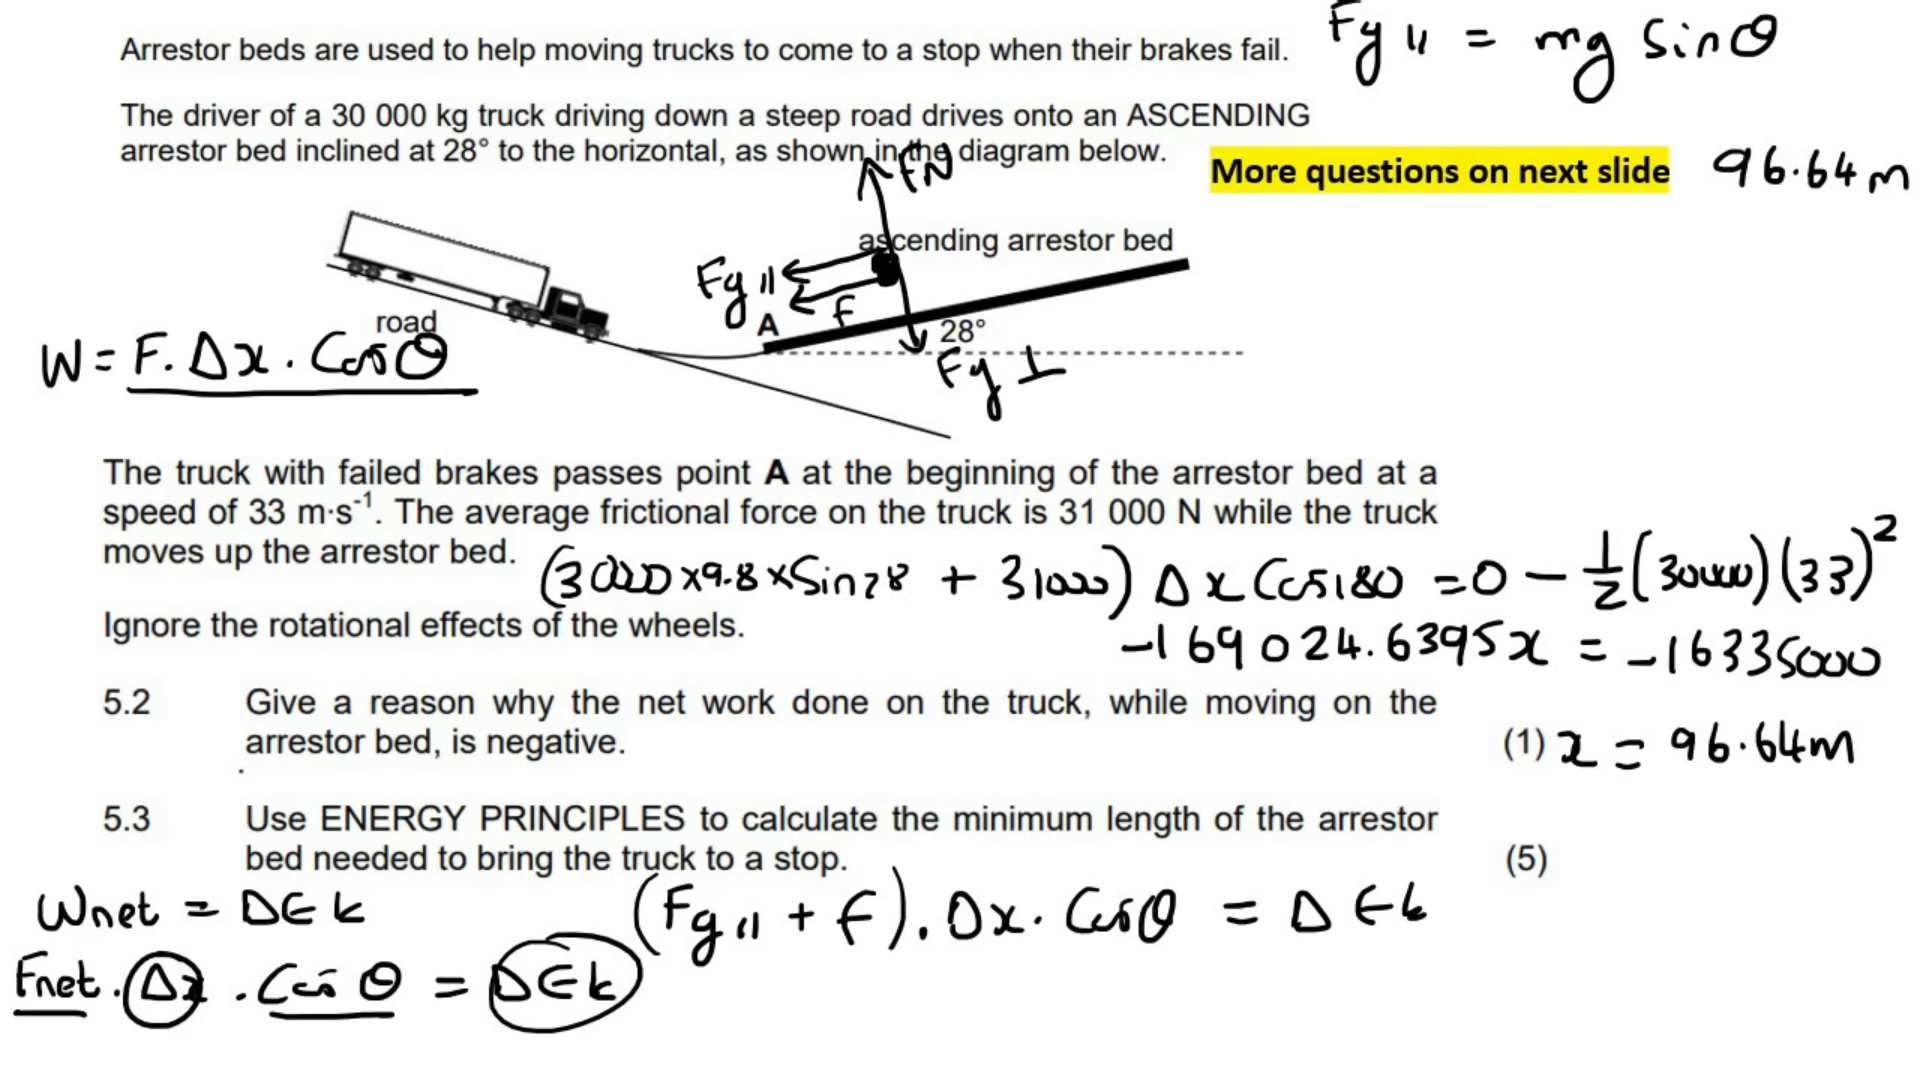 Arrestor beds are used to help moving trucks to come to a stop when their brakes fail.
Fg || = mg Sinθ
The driver of a 30 000 kg truck driving down a steep road drives onto an ASCENDING
arrestor bed inclined at 28° to the horizontal, as shown in the diagram below.
More questions on next slide
96.64m
FN
ascending arrestor bed
Fg ||
f
A
28°
road
Fg ⊥
W = F. Δx . Cosθ
The truck with failed brakes passes point A at the beginning of the arrestor bed at a
speed of 33 m·s⁻¹. The average frictional force on the truck is 31 000 N while the truck
moves up the arrestor bed.
(30000 x 9.8 x Sin28 + 31000) Δx Cos180 = 0 − ½(30000)(33)²
Ignore the rotational effects of the wheels.
−169024.6395x = −16335000
5.2 Give a reason why the net work done on the truck, while moving on the
arrestor bed, is negative. (1)
x = 96.64m
5.3 Use ENERGY PRINCIPLES to calculate the minimum length of the arrestor
bed needed to bring the truck to a stop. (5)
Wnet = ΔEk
(Fg || + f). Δx. Cosθ = ΔEk
Fnet . Δx . Cos θ = ΔEk